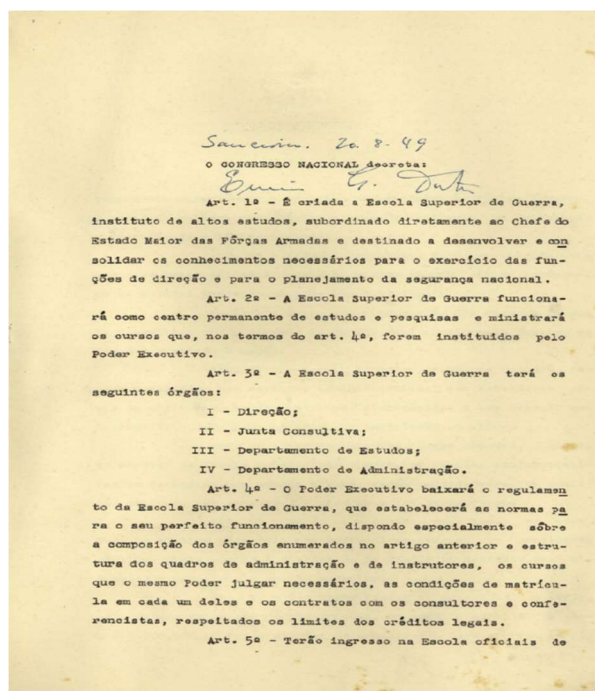 Sanciono. 20.8.49
O CONGRESSO NACIONAL decreta:
Eurico G. Dutra
Art. 1º - É criada a Escola Superior de Guerra,
instituto de altos estudos, subordinado diretamente ao Chefe do
Estado Maior das Fôrças Armadas e destinado a desenvolver e con
solidar os conhecimentos necessários para o exercício das fun-
ções de direção e para o planejamento da segurança nacional.
Art. 2º - A Escola Superior de Guerra funciona-
rá como centro permanente de estudos e pesquisas e ministrará
os cursos que, nos termos do art. 4º, forem instituidos pelo
Poder Executivo.
Art. 3º - A Escola Superior de Guerra terá os
seguintes órgãos:
I - Direção;
II - Junta Consultiva;
III - Departamento de Estudos;
IV - Departamento de Administração.
Art. 4º - O Poder Executivo baixará o regulamen
to da Escola Superior de Guerra, que estabelecerá as normas pa
ra o seu perfeito funcionamento, dispondo especialmente sôbre
a composição dos órgãos enumerados no artigo anterior e estru-
tura dos quadros de administração e de instrutores, os cursos
que o mesmo Poder julgar necessários, as condições de matrícu-
la em cada um deles e os contratos com os consultores e confe-
rencistas, respeitados os limites dos créditos legais.
Art. 5º - Terão ingresso na Escola oficiais de